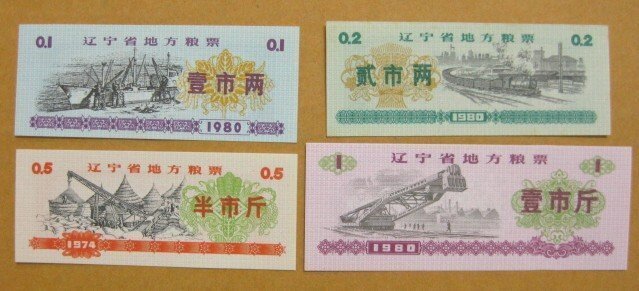 0.1 辽宁省地方粮票 0.1
壹市两
1980
0.2 辽宁省地方粮票 0.2
贰市两
1980
0.5 辽宁省地方粮票 0.5
半市斤
1974
1 辽宁省地方粮票 1
壹市斤
1980